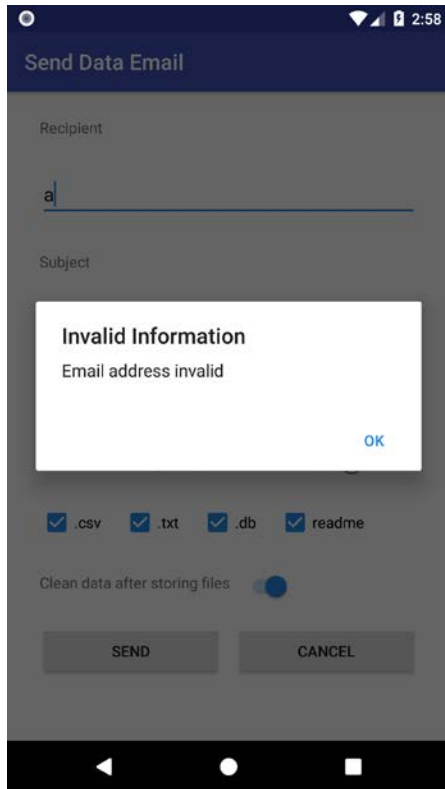 2:58
Send Data Email
Recipient
a
Subject
Invalid Information
Email address invalid
OK
.csv .txt .db readme
Clean data after storing files
SEND CANCEL